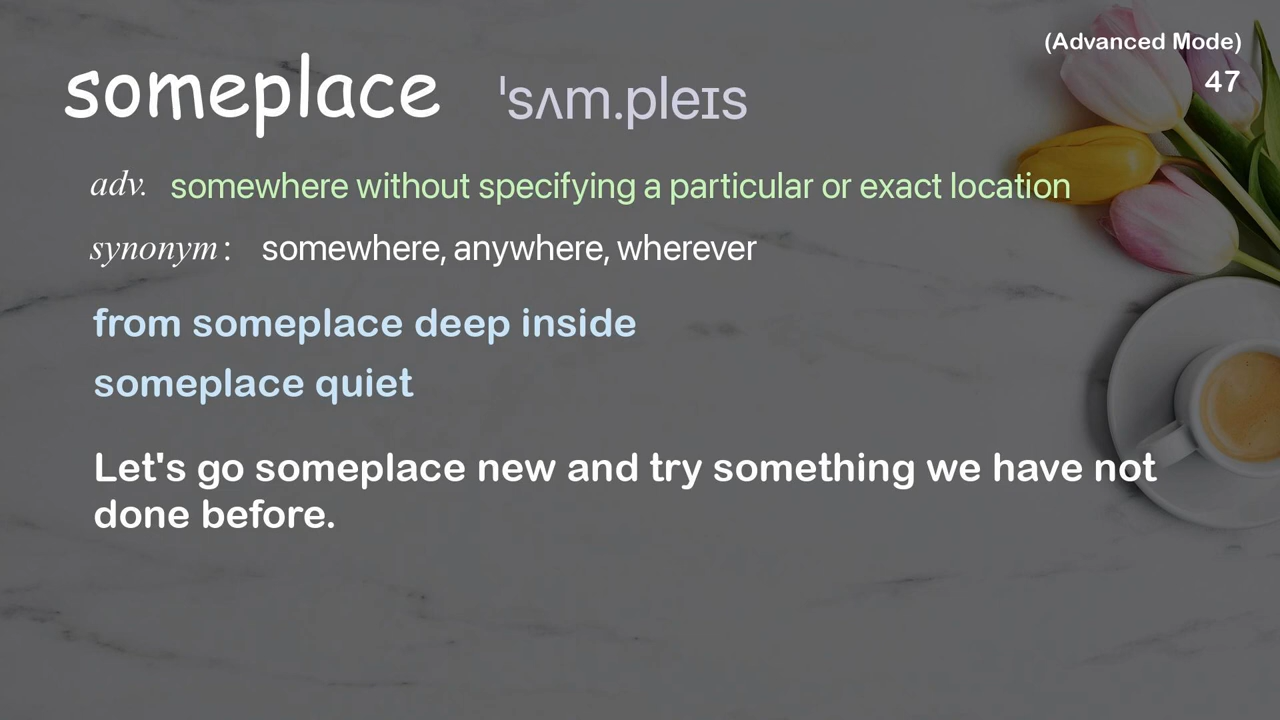 (Advanced Mode)
someplace ˈsʌm.pleɪs
47
adv. somewhere without specifying a particular or exact location
synonym: somewhere, anywhere, wherever
from someplace deep inside
someplace quiet
Let's go someplace new and try something we have not
done before.